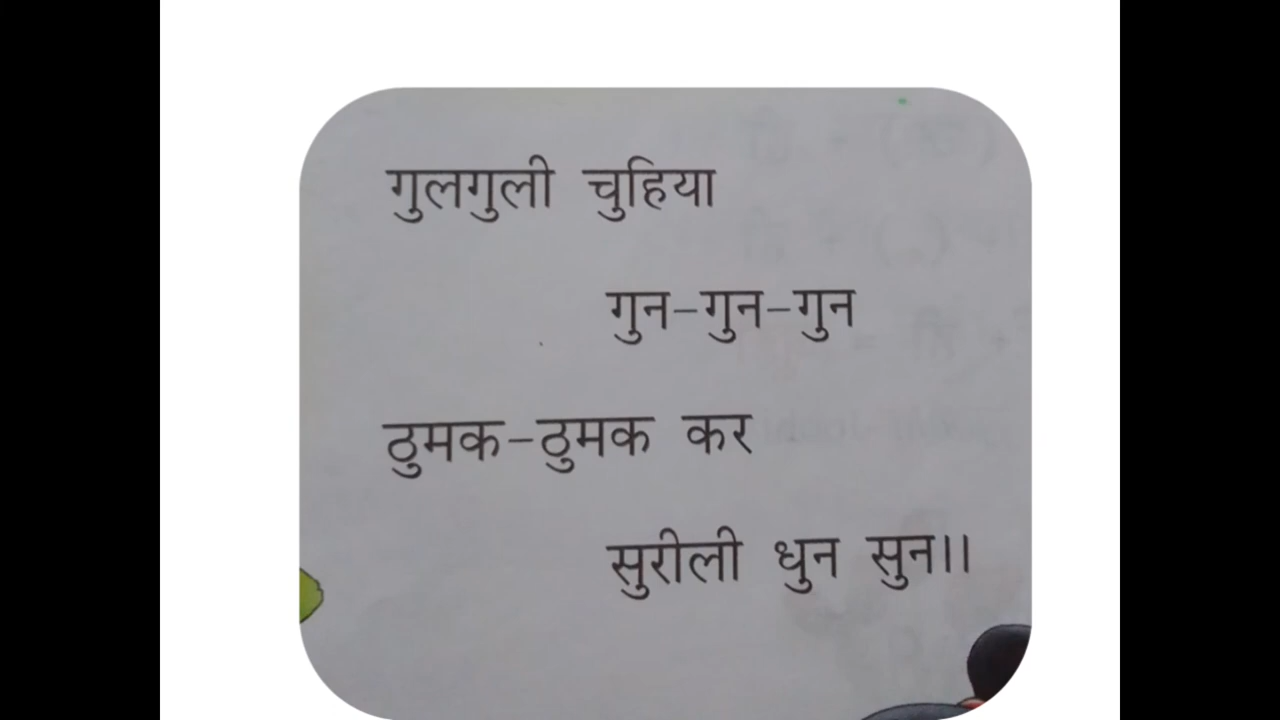 गुलगुली चुहिया
गुन-गुन-गुन
ठुमक-ठुमक कर
सुरीली धुन सुन।।